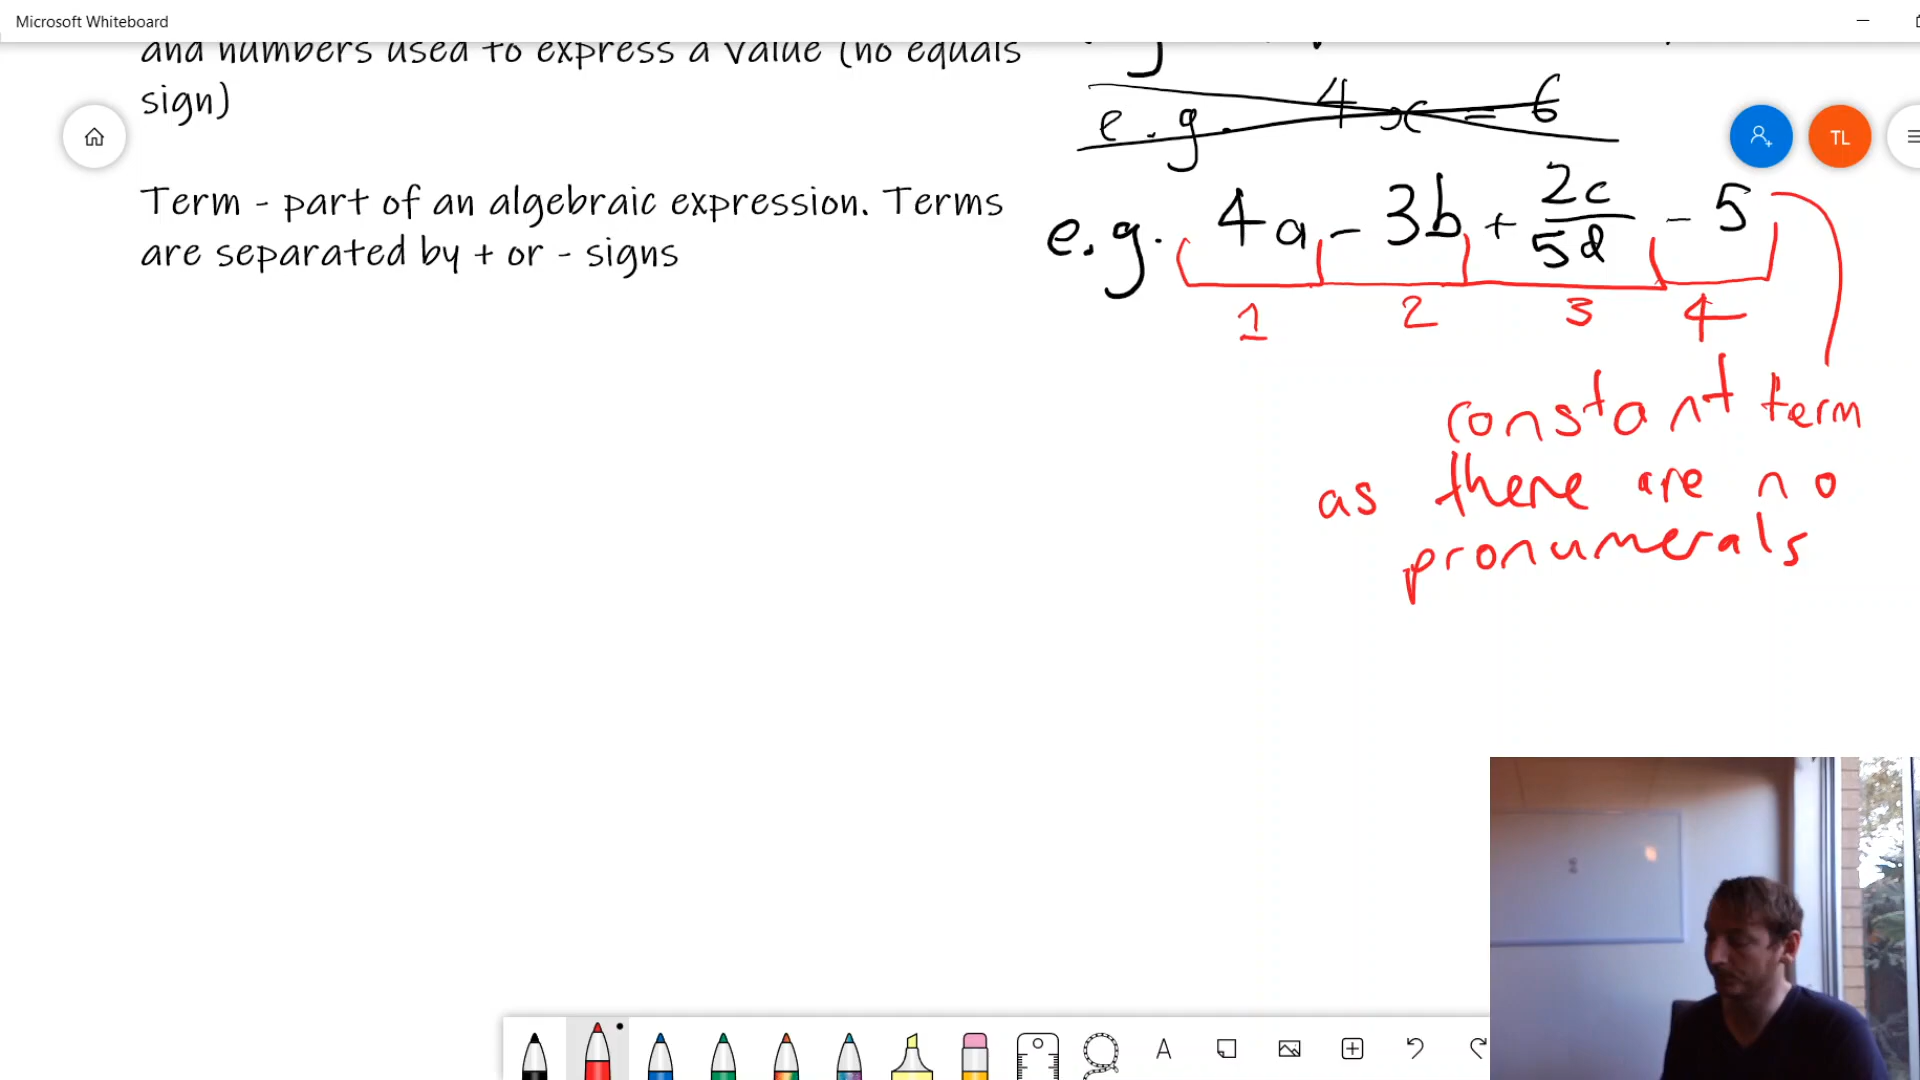 Microsoft Whiteboard
and numbers used to express a value (no equals
sign)
e.g. 4x = 6
TL
Term - part of an algebraic expression. Terms
are separated by + or - signs
e.g. 4a - 3b + 2c/5d - 5
1 2 3 4
constant term
as there are no
pronumerals
A